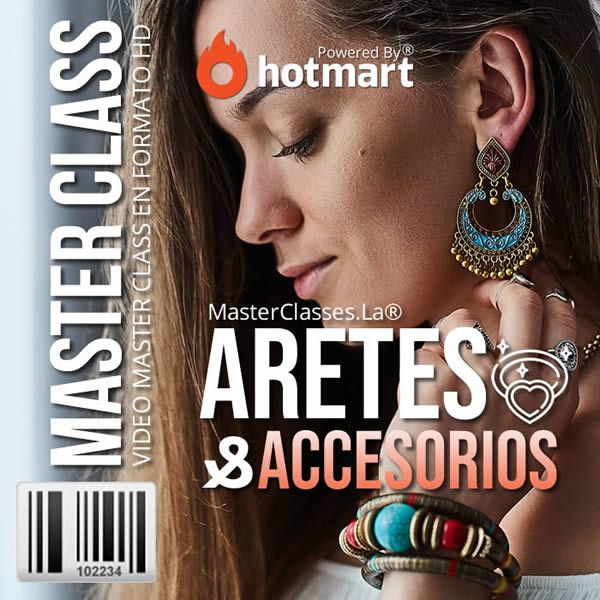 MASTER CLASS
VIDEO MASTER CLASS EN FORMATO HD
Powered By®
hotmart
MasterClasses.La®
ARETES
& ACCESORIOS
102234